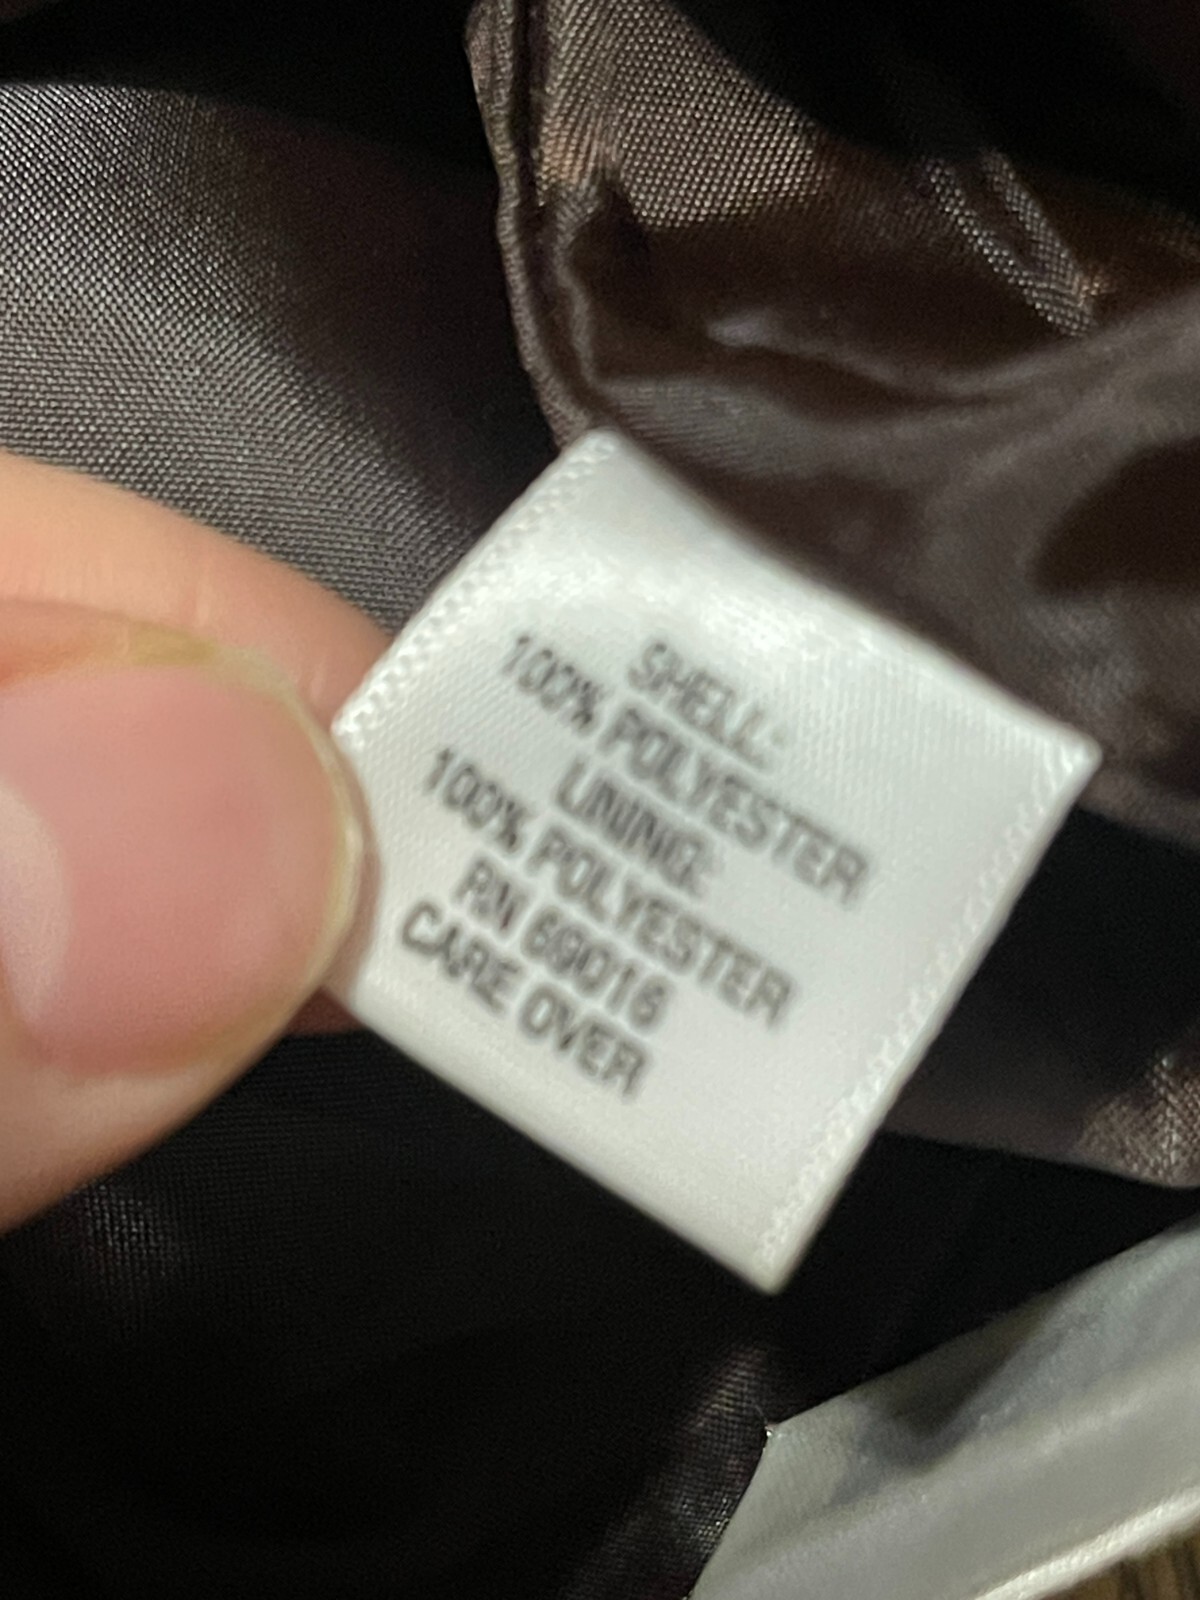 SHELL:
100% POLYESTER
LINING:
100% POLYESTER
RN 69016
CARE OVER